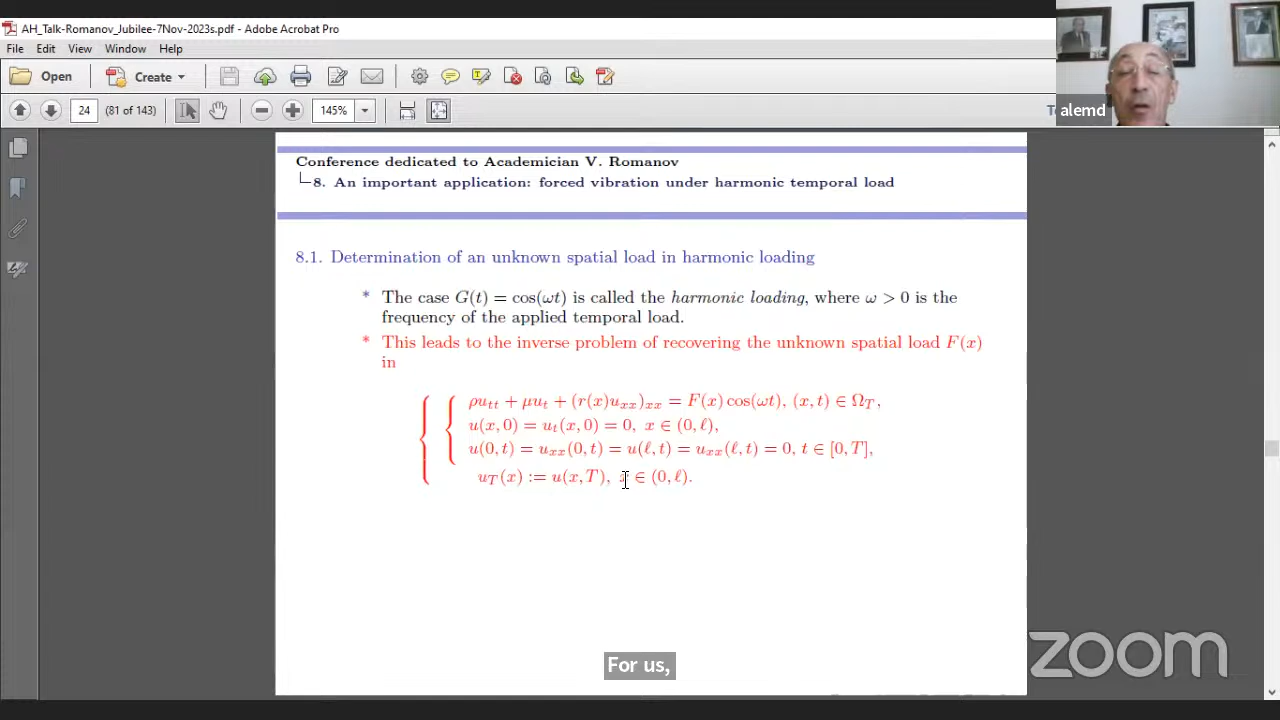 AH_Talk-Romanov_Jubilee-7Nov-2023s.pdf - Adobe Acrobat Pro
File Edit View Window Help
Open Create
24 (81 of 143) 145%
alemd
Conference dedicated to Academician V. Romanov
8. An important application: forced vibration under harmonic temporal load
8.1. Determination of an unknown spatial load in harmonic loading
* The case G(t) = cos(ωt) is called the harmonic loading, where ω > 0 is the
frequency of the applied temporal load.
* This leads to the inverse problem of recovering the unknown spatial load F(x)
in
ρu_tt + μu_t + (r(x)u_xx)_xx = F(x) cos(ωt), (x, t) ∈ Ω_T,
u(x, 0) = u_t(x, 0) = 0, x ∈ (0, ℓ),
u(0, t) = u_xx(0, t) = u(ℓ, t) = u_xx(ℓ, t) = 0, t ∈ [0, T],
u_T(x) := u(x, T), x ∈ (0, ℓ).
For us,
zoom